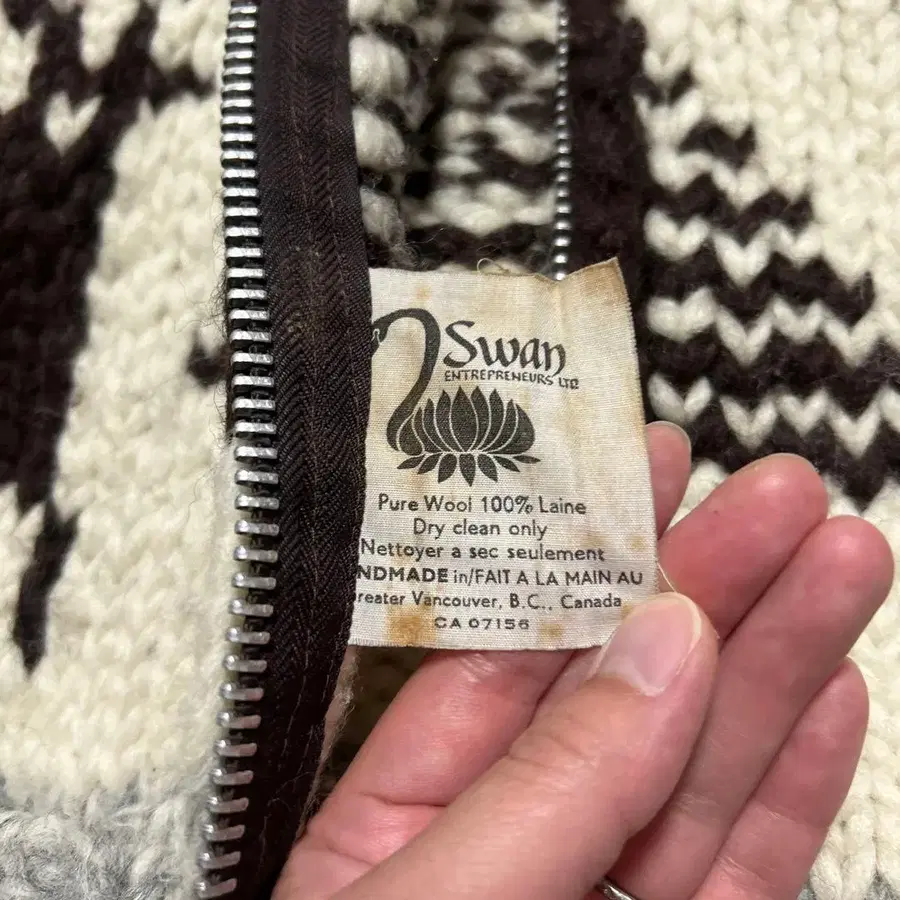 Swan
ENTREPRENEURS LTD
Pure Wool 100% Laine
Dry clean only
Nettoyer a sec seulement
NDMADE in/FAIT A LA MAIN AU
reater Vancouver, B.C., Canada
CA 07156